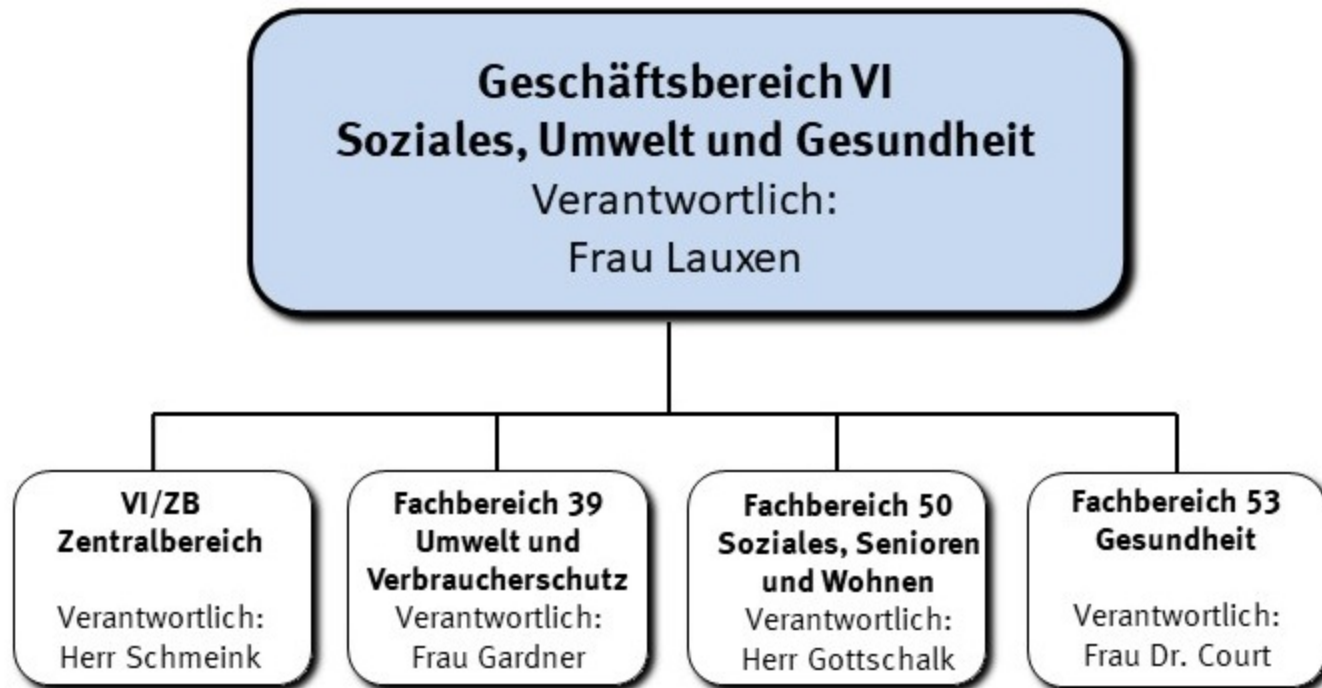 Geschäftsbereich VI
Soziales, Umwelt und Gesundheit
Verantwortlich:
Frau Lauxen
VI/ZB
Zentralbereich
Verantwortlich:
Herr Schmeink
Fachbereich 39
Umwelt und
Verbraucherschutz
Verantwortlich:
Frau Gardner
Fachbereich 50
Soziales, Senioren
und Wohnen
Verantwortlich:
Herr Gottschalk
Fachbereich 53
Gesundheit
Verantwortlich:
Frau Dr. Court